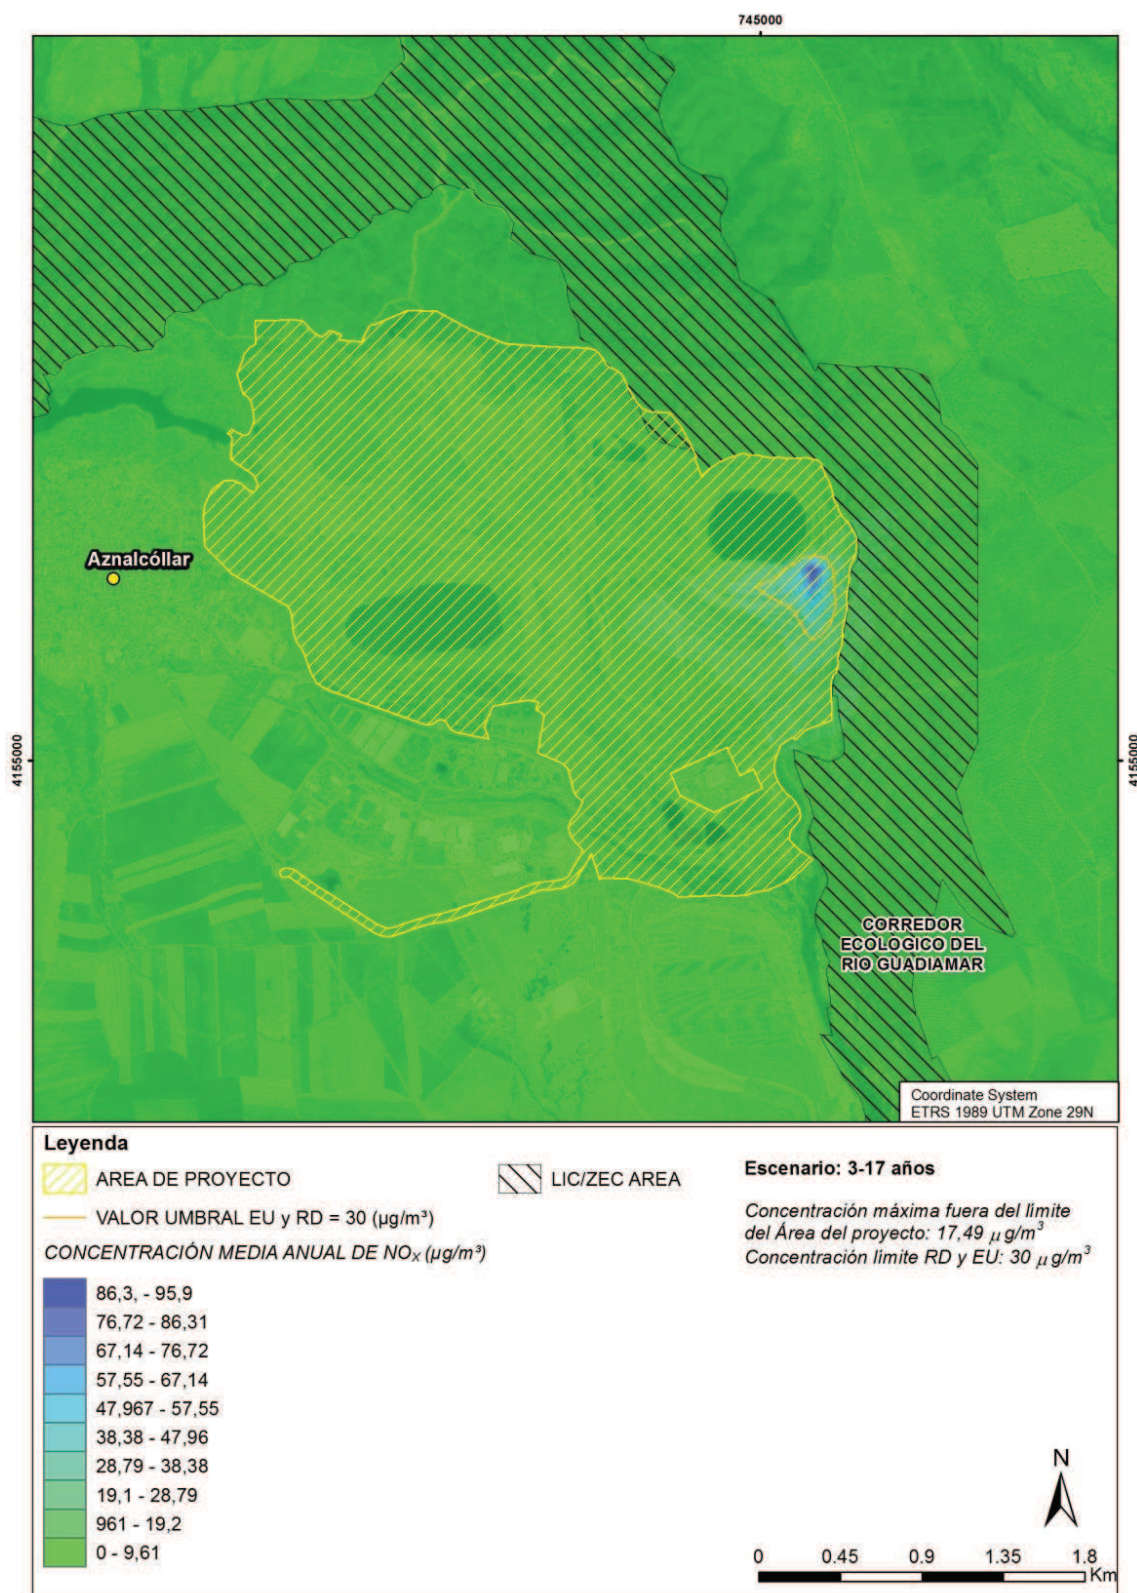 745000
Aznalcóllar
4155000
4155000
CORREDOR
ECOLOGICO DEL
RIO GUADIAMAR
Coordinate System
ETRS 1989 UTM Zone 29N
Leyenda
AREA DE PROYECTO
LIC/ZEC AREA
VALOR UMBRAL EU y RD = 30 (µg/m³)
CONCENTRACIÓN MEDIA ANUAL DE NOx (µg/m³)
86,3, - 95,9
76,72 - 86,31
67,14 - 76,72
57,55 - 67,14
47,967 - 57,55
38,38 - 47,96
28,79 - 38,38
19,1 - 28,79
961 - 19,2
0 - 9,61
Escenario: 3-17 años
Concentración máxima fuera del límite
del Área del proyecto: 17,49 µg/m³
Concentración limite RD y EU: 30 µg/m³
N
0 0.45 0.9 1.35 1.8
Km